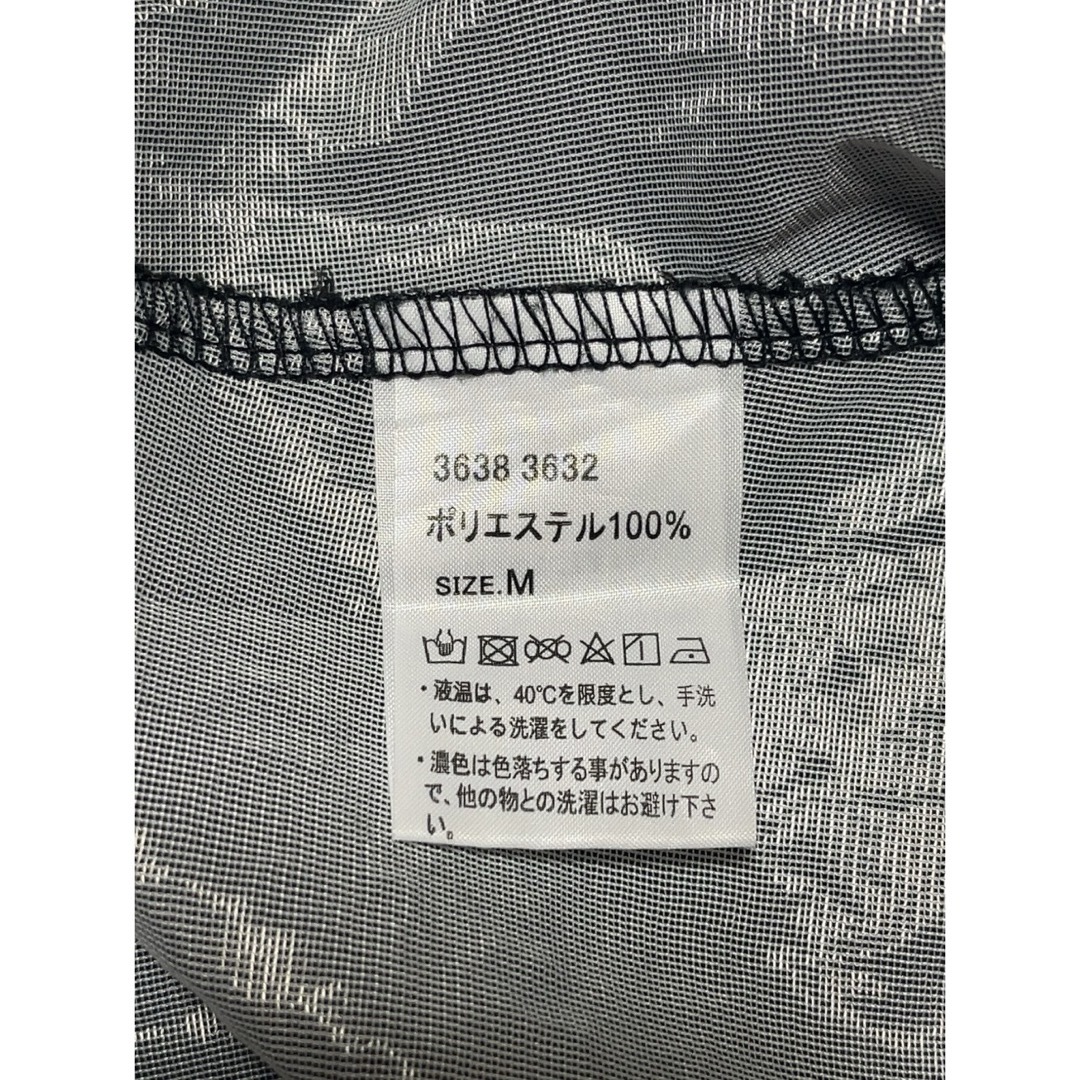 3638 3632
ポリエステル100%
SIZE.M
・液温は、40℃を限度とし、手洗
いによる洗濯をしてください。
・濃色は色落ちする事がありますの
で、他の物との洗濯はお避け下さ
い。